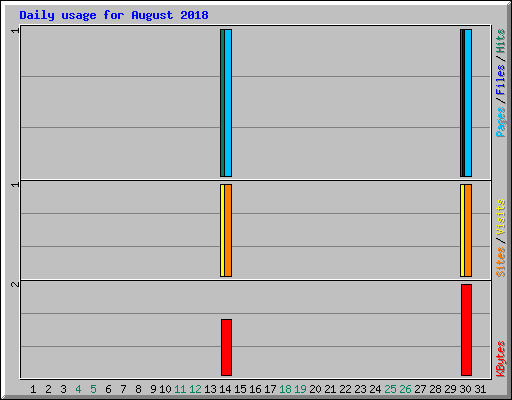 Daily usage for August 2018
1
1
2
Pages / Files / Hits
Sites / Visits
KBytes
1 2 3 4 5 6 7 8 9 10 11 12 13 14 15 16 17 18 19 20 21 22 23 24 25 26 27 28 29 30 31